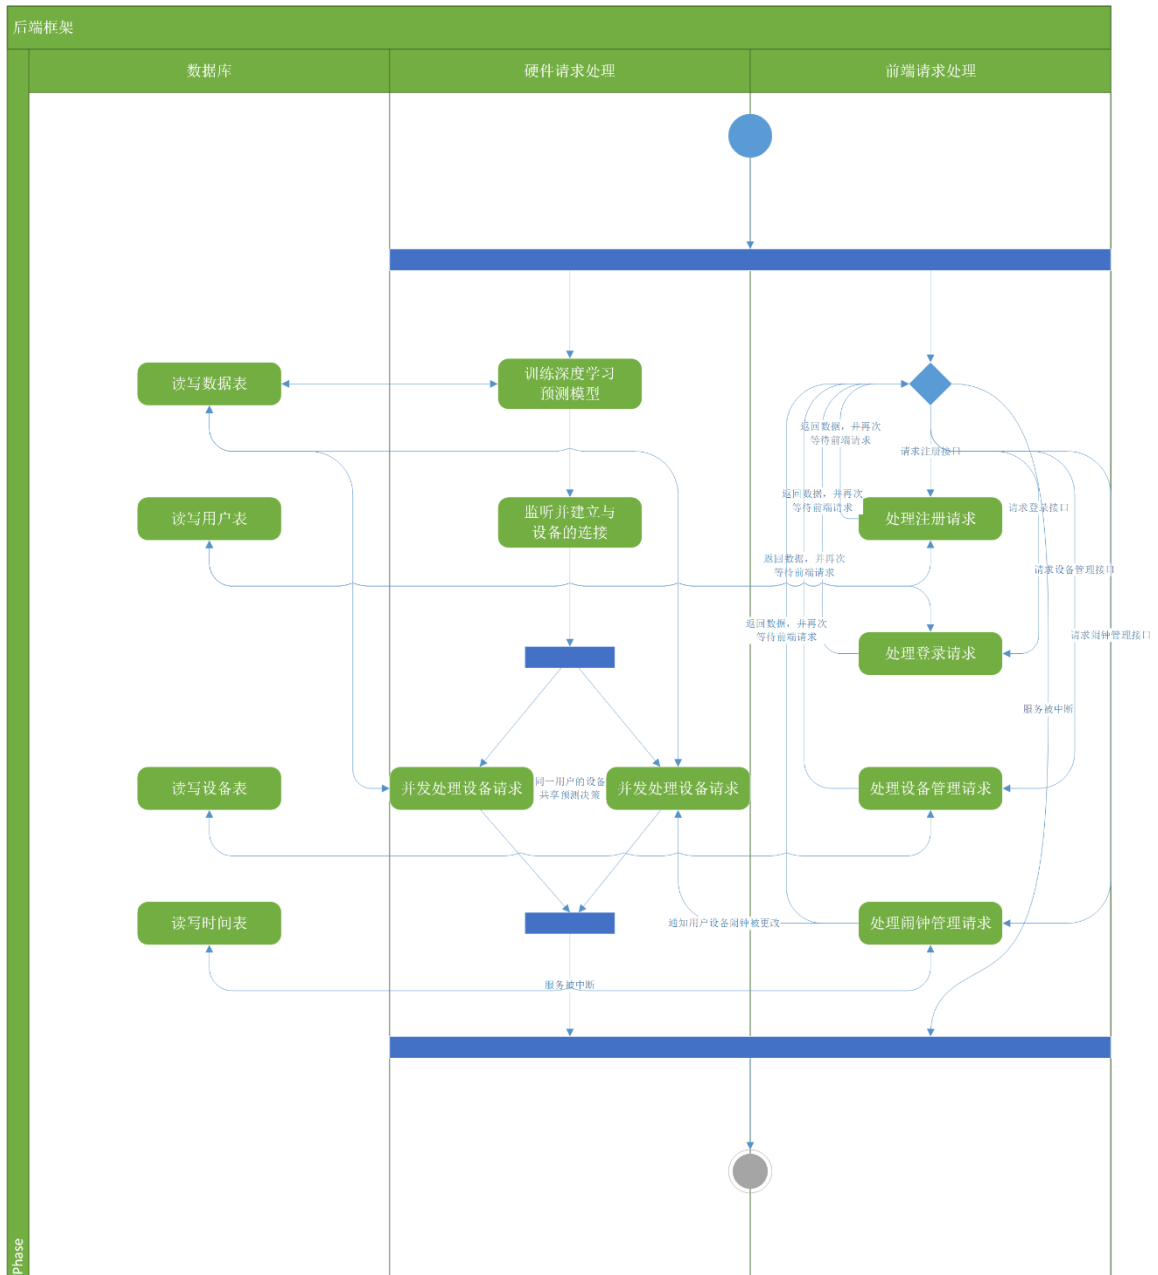 后端框架
数据库
硬件请求处理
前端请求处理
读写数据表
训练深度学习
预测模型
返回数据，并再次
等待前端请求
请求注册接口
返回数据，并再次
等待前端请求
读写用户表
监听并建立与
设备的连接
处理注册请求
请求登录接口
返回数据，并再次
等待前端请求
请求设备管理接口
返回数据，并再次
等待前端请求
请求闹钟管理接口
处理登录请求
服务被中断
读写设备表
并发处理设备请求
同一用户的设备
共享预测决策
并发处理设备请求
处理设备管理请求
读写时间表
通知用户设备闹钟被更改
处理闹钟管理请求
服务被中断
Phase